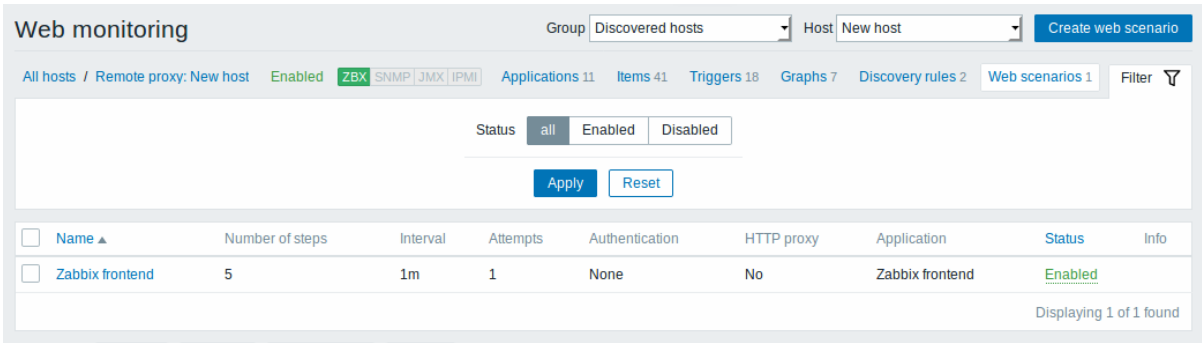 Web monitoring Group Discovered hosts Host New host Create web scenario
All hosts / Remote proxy: New host Enabled ZBX SNMP JMX IPMI Applications 11 Items 41 Triggers 18 Graphs 7 Discovery rules 2 Web scenarios 1 Filter
Status all Enabled Disabled
Apply Reset
Name Number of steps Interval Attempts Authentication HTTP proxy Application Status Info
Zabbix frontend 5 1m 1 None No Zabbix frontend Enabled
Displaying 1 of 1 found